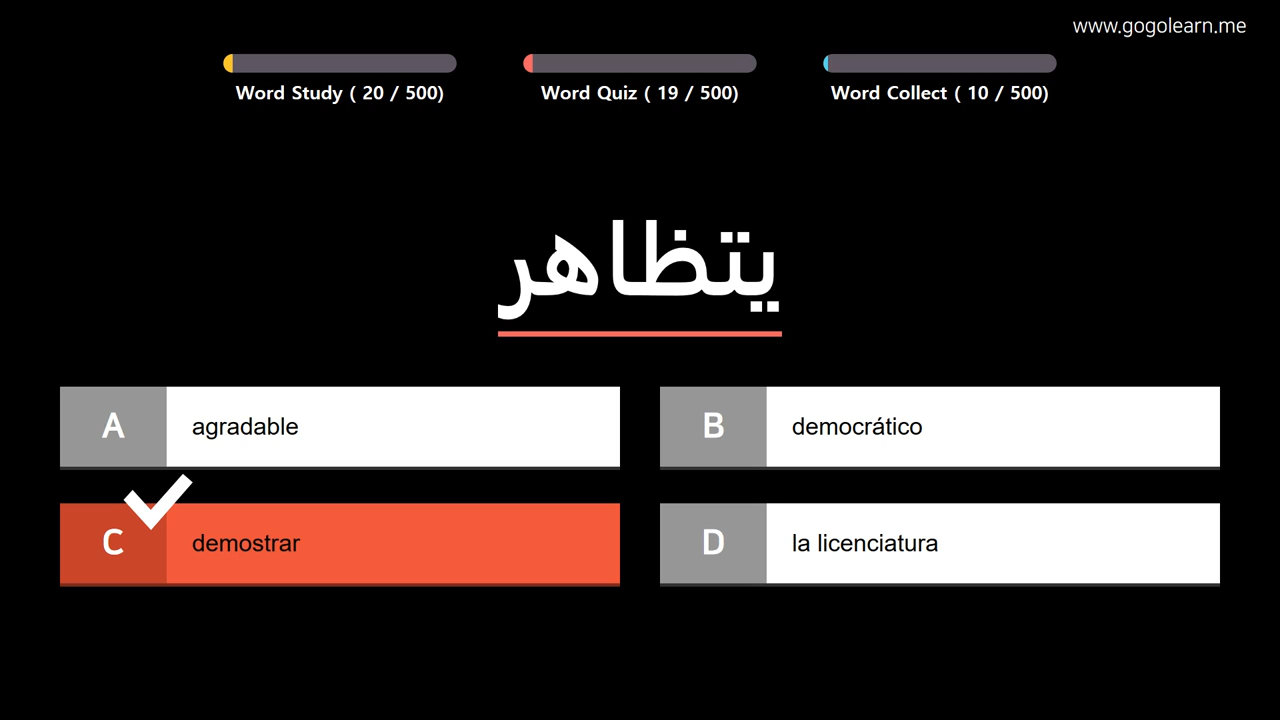 www.gogolearn.me
Word Study ( 20 / 500)
Word Quiz ( 19 / 500)
Word Collect ( 10 / 500)
يتظاهر
A
agradable
B
democrático
C
demostrar
D
la licenciatura